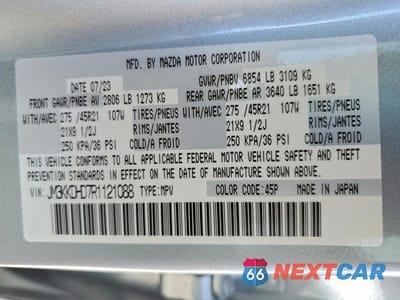 MFD. BY MAZDA MOTOR CORPORATION
DATE 07/23 GVWR/PNBV 6854 LB 3109 KG
FRONT GAWR/PNBE AV 2806 LB 1273 KG REAR GAWR/PNBE AR 3640 LB 1651 KG
WITH/AVEC 275 /45R21 107W TIRES/PNEUS WITH/AVEC 275 /45R21 107W TIRES/PNEUS
21X9 1/2J RIMS/JANTES 21X9 1/2J RIMS/JANTES
250 KPA/36 PSI COLD/A FROID 250 KPA/36 PSI COLD/A FROID
THIS VEHICLE CONFORMS TO ALL APPLICABLE FEDERAL MOTOR VEHICLE SAFETY AND THEFT
PREVENTION STANDARDS IN EFFECT ON THE DATE OF MANUFACTURE SHOWN ABOVE.
VIN: JM3KKDHD7R1121088 TYPE:MPV COLOR CODE:45P MADE IN JAPAN
66 NEXTCAR